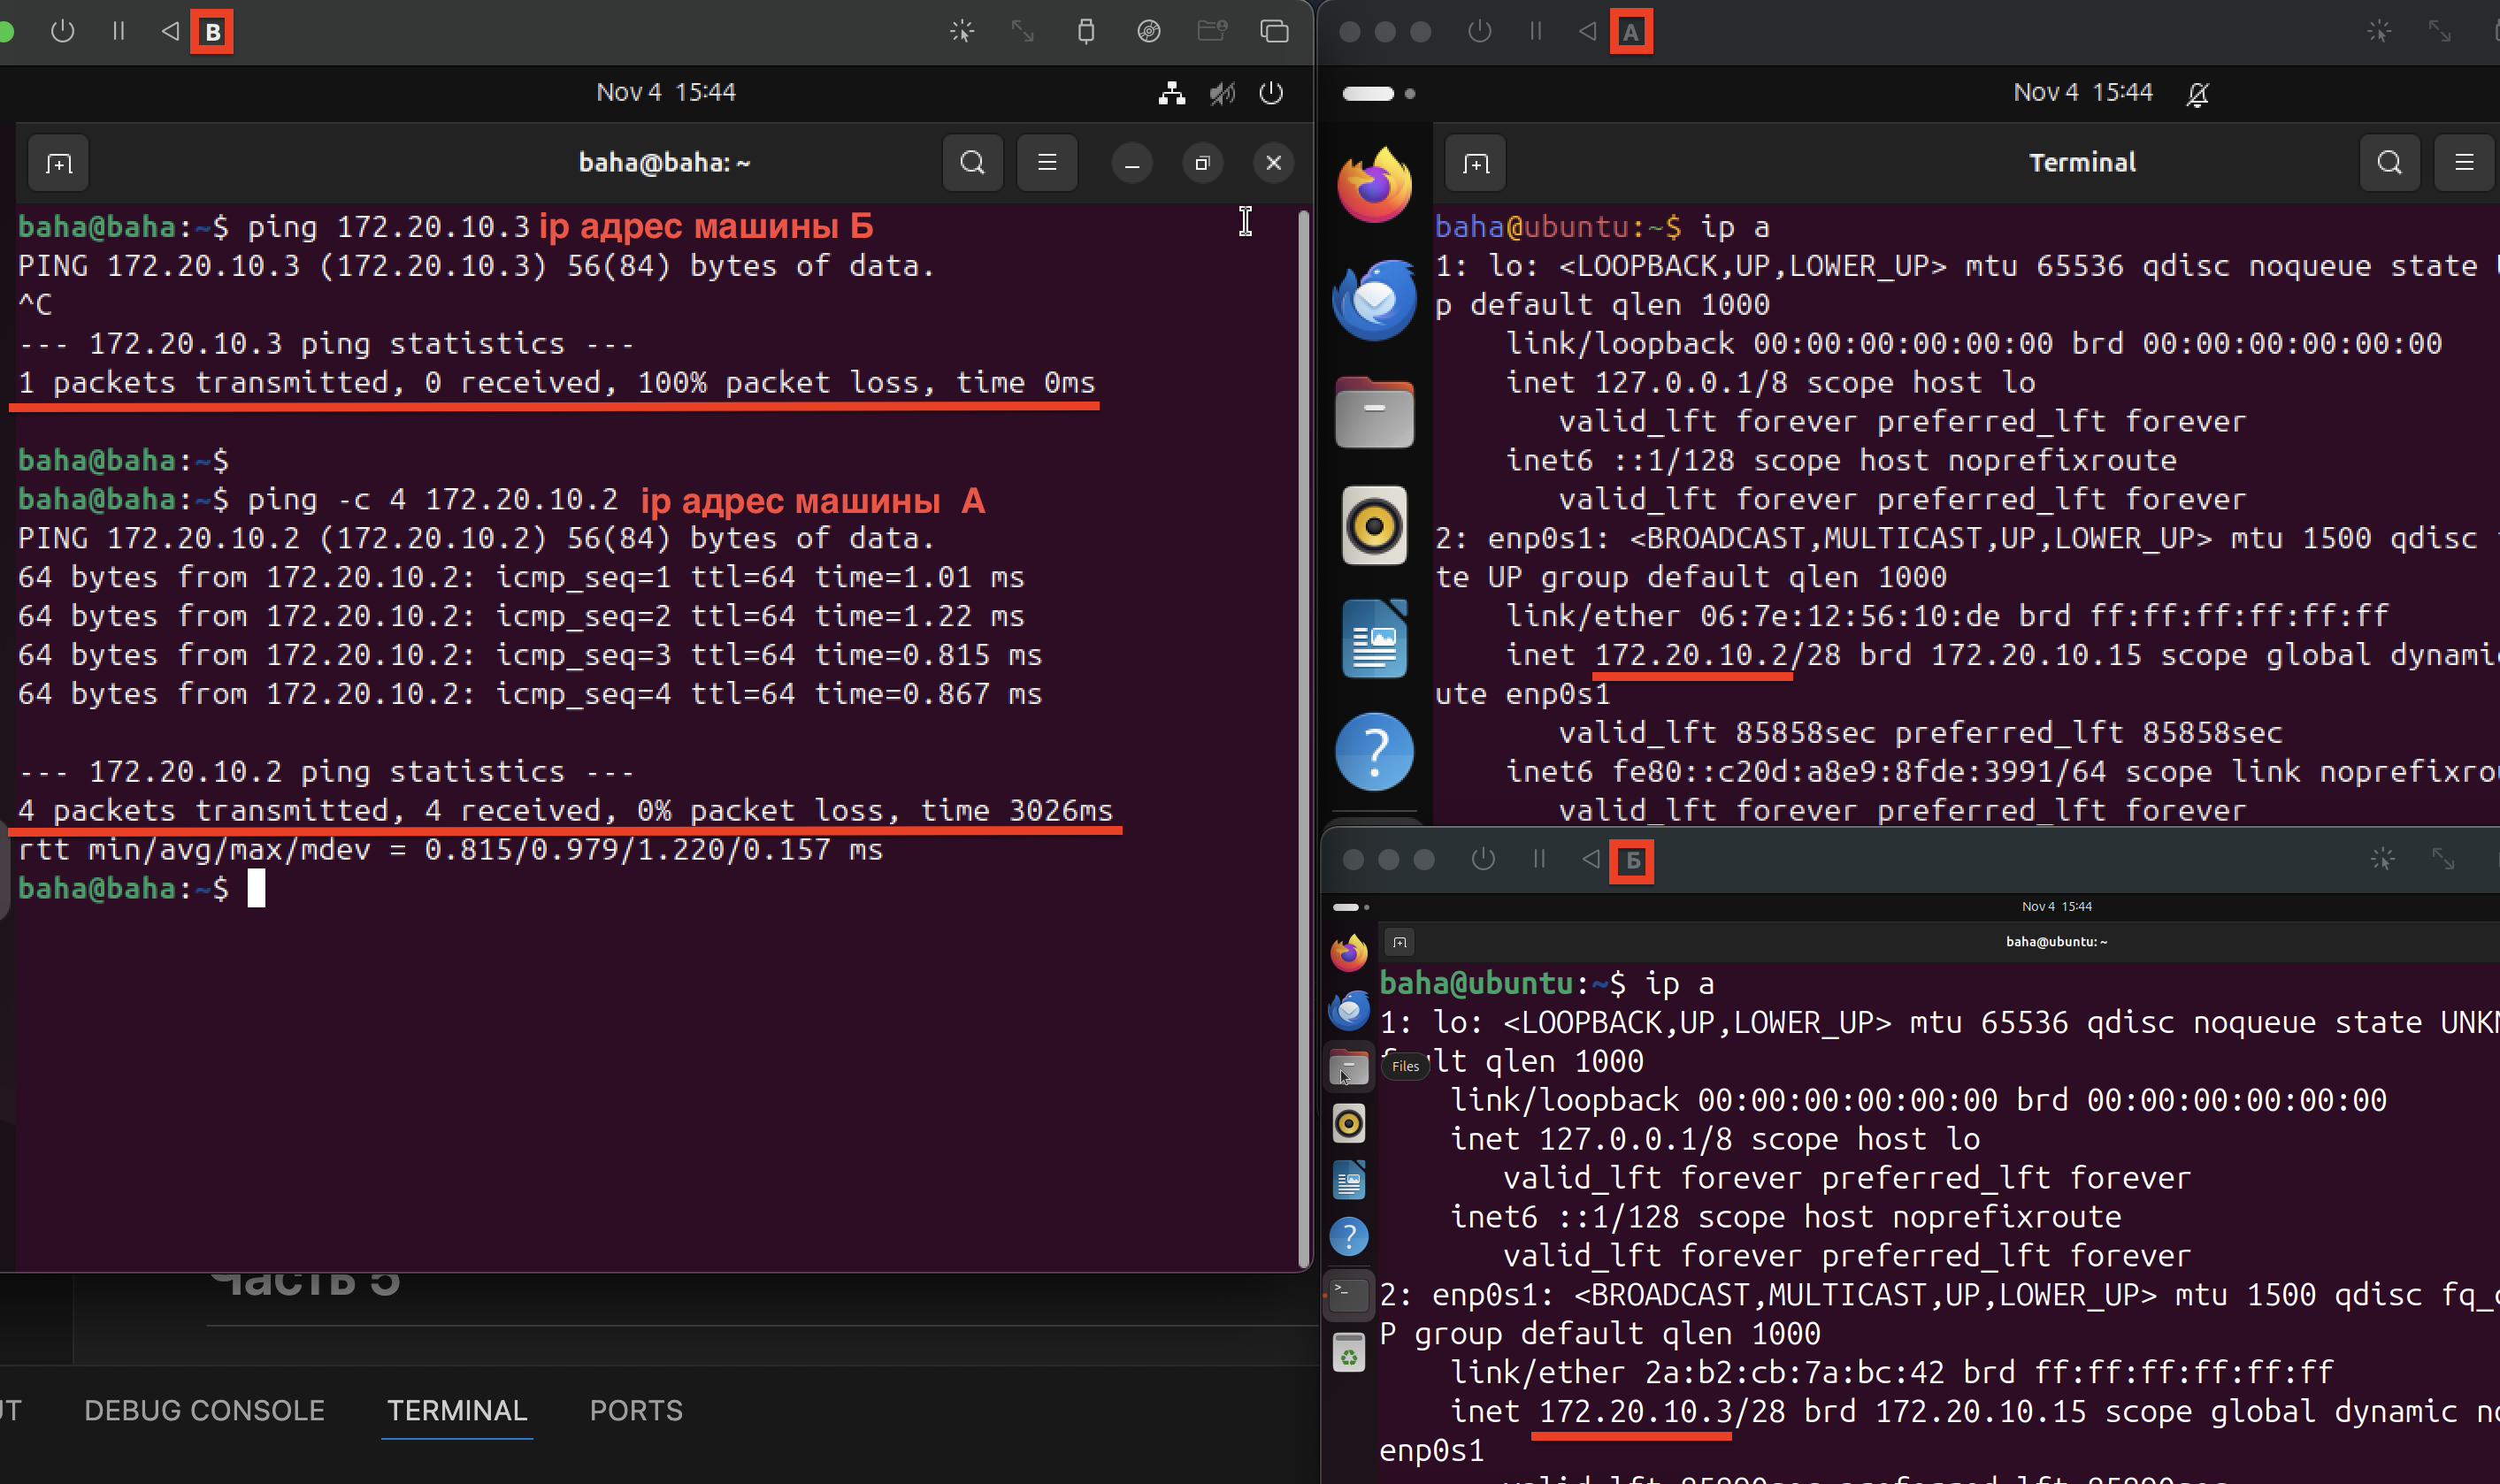 В
Nov 4 15:44
baha@baha: ~
baha@baha:~$ ping 172.20.10.3 ip адрес машины Б
PING 172.20.10.3 (172.20.10.3) 56(84) bytes of data.
^C
--- 172.20.10.3 ping statistics ---
1 packets transmitted, 0 received, 100% packet loss, time 0ms
baha@baha:~$
baha@baha:~$ ping -c 4 172.20.10.2 ip адрес машины А
PING 172.20.10.2 (172.20.10.2) 56(84) bytes of data.
64 bytes from 172.20.10.2: icmp_seq=1 ttl=64 time=1.01 ms
64 bytes from 172.20.10.2: icmp_seq=2 ttl=64 time=1.22 ms
64 bytes from 172.20.10.2: icmp_seq=3 ttl=64 time=0.815 ms
64 bytes from 172.20.10.2: icmp_seq=4 ttl=64 time=0.867 ms
--- 172.20.10.2 ping statistics ---
4 packets transmitted, 4 received, 0% packet loss, time 3026ms
rtt min/avg/max/mdev = 0.815/0.979/1.220/0.157 ms
baha@baha:~$
Часть 5
DEBUG CONSOLE TERMINAL PORTS
А
Nov 4 15:44
Terminal
baha@ubuntu:~$ ip a
1: lo: <LOOPBACK,UP,LOWER_UP> mtu 65536 qdisc noqueue state
p default qlen 1000
link/loopback 00:00:00:00:00:00 brd 00:00:00:00:00:00
inet 127.0.0.1/8 scope host lo
valid_lft forever preferred_lft forever
inet6 ::1/128 scope host noprefixroute
valid_lft forever preferred_lft forever
2: enp0s1: <BROADCAST,MULTICAST,UP,LOWER_UP> mtu 1500 qdisc
te UP group default qlen 1000
link/ether 06:7e:12:56:10:de brd ff:ff:ff:ff:ff:ff
inet 172.20.10.2/28 brd 172.20.10.15 scope global dynamic
ute enp0s1
valid_lft 85858sec preferred_lft 85858sec
inet6 fe80::c20d:a8e9:8fde:3991/64 scope link noprefixrou
valid_lft forever preferred_lft forever
Б
Nov 4 15:44
baha@ubuntu: ~
baha@ubuntu:~$ ip a
1: lo: <LOOPBACK,UP,LOWER_UP> mtu 65536 qdisc noqueue state UNKN
Files
lt qlen 1000
link/loopback 00:00:00:00:00:00 brd 00:00:00:00:00:00
inet 127.0.0.1/8 scope host lo
valid_lft forever preferred_lft forever
inet6 ::1/128 scope host noprefixroute
valid_lft forever preferred_lft forever
2: enp0s1: <BROADCAST,MULTICAST,UP,LOWER_UP> mtu 1500 qdisc fq_c
P group default qlen 1000
link/ether 2a:b2:cb:7a:bc:42 brd ff:ff:ff:ff:ff:ff
inet 172.20.10.3/28 brd 172.20.10.15 scope global dynamic no
enp0s1